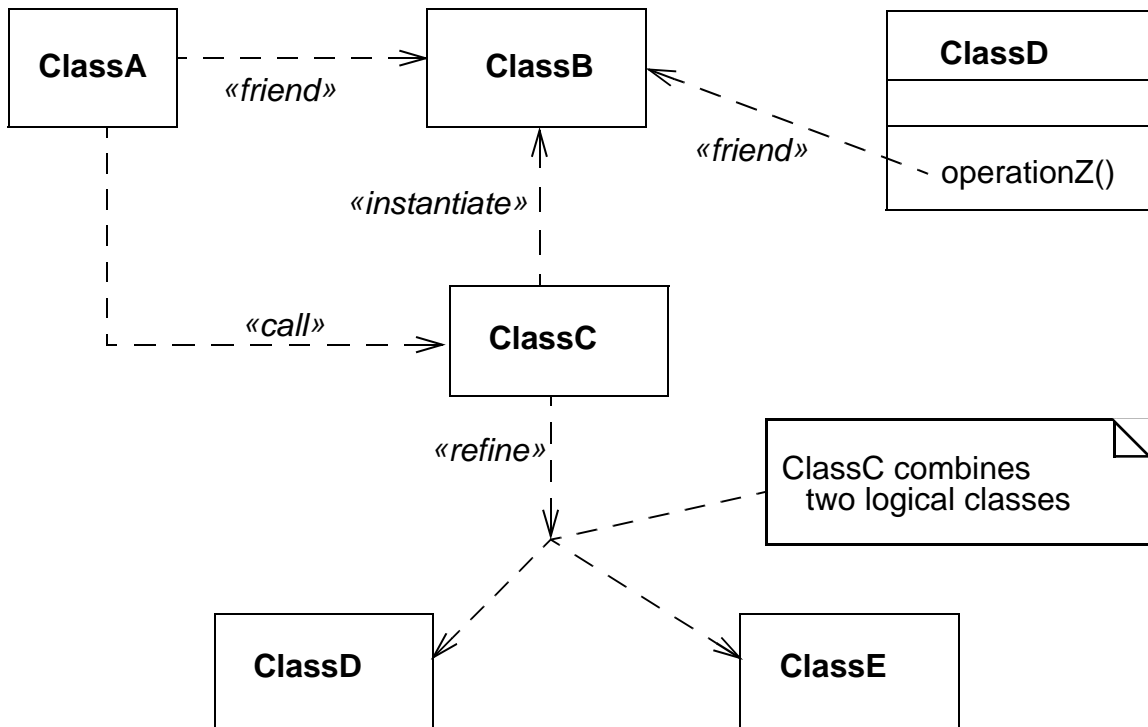 ClassA
«friend»
ClassB
«friend»
ClassD
operationZ()
«instantiate»
«call»
ClassC
«refine»
ClassC combines
two logical classes
ClassD
ClassE